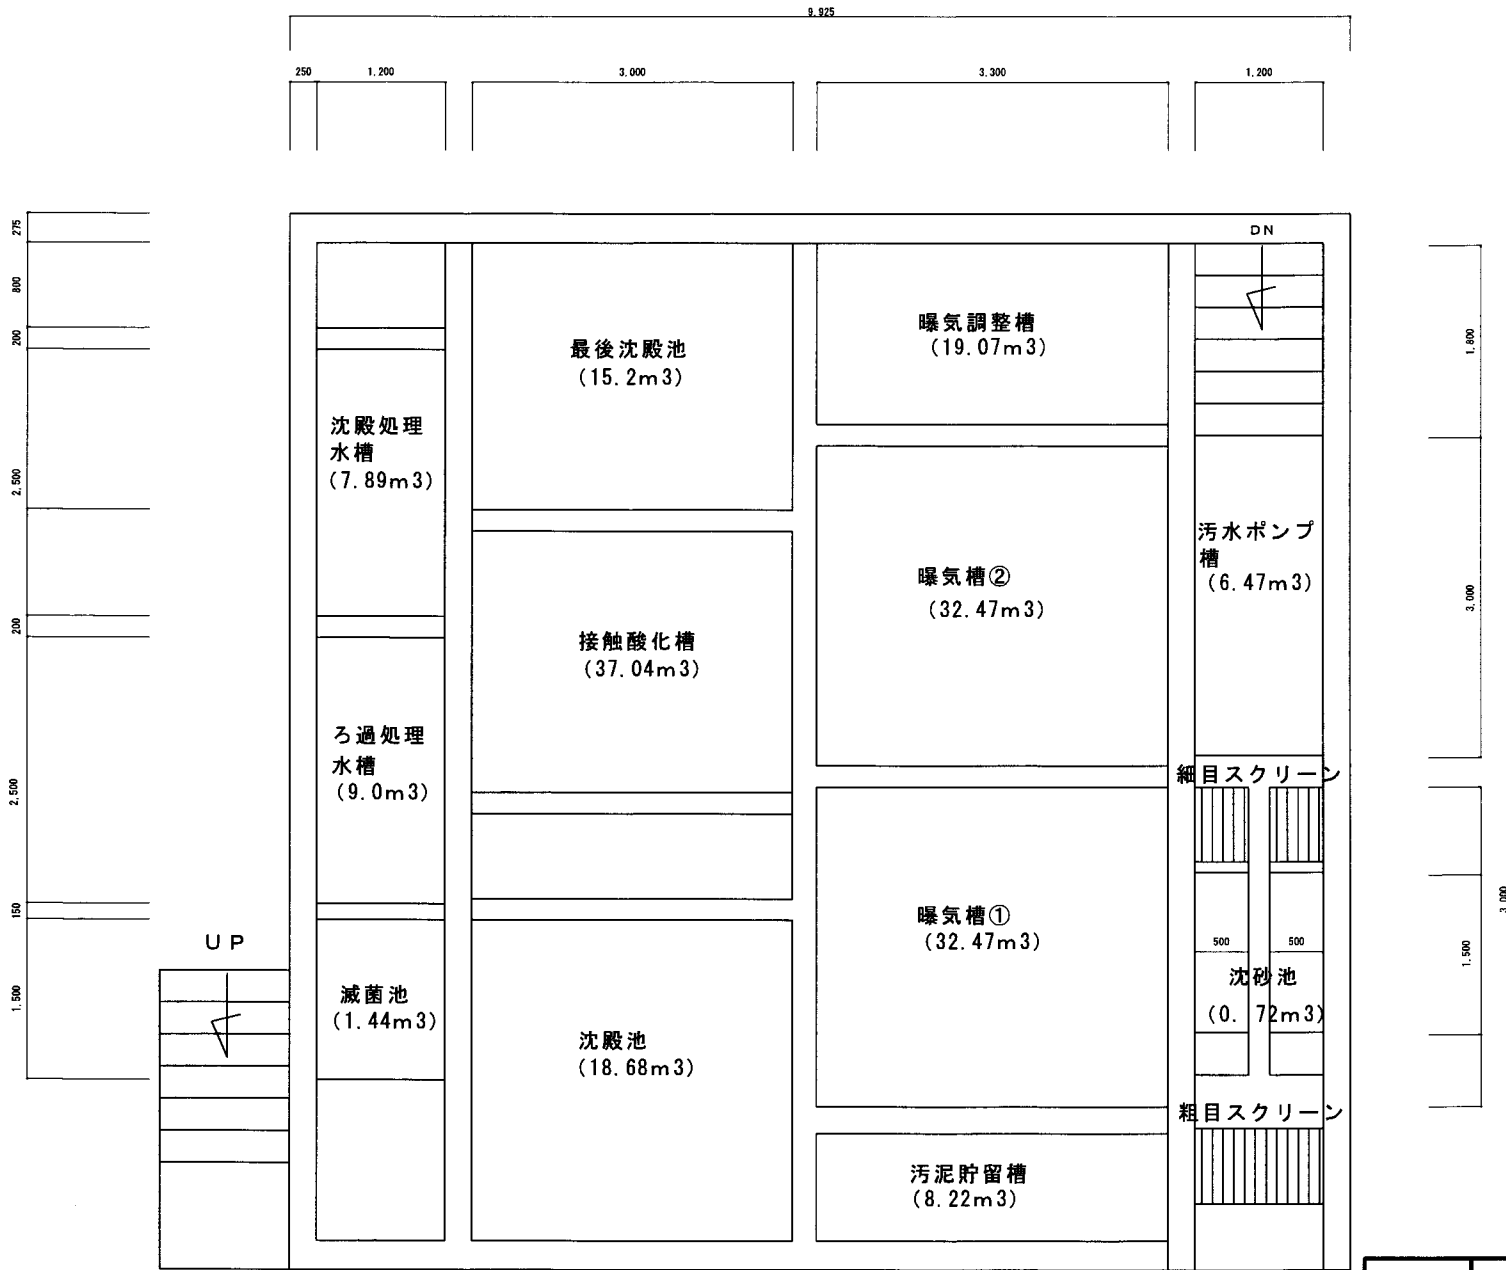 9.925
250
1.200
3.000
3.300
1.200
275
800
200
2.500
200
2.500
150
1.500
DN
曝気調整槽
(19.07m3)
最後沈殿池
(15.2m3)
沈殿処理
水槽
(7.89m3)
汚水ポンプ
槽
(6.47m3)
曝気槽②
(32.47m3)
接触酸化槽
(37.04m3)
ろ過処理
水槽
(9.0m3)
細目スクリーン
曝気槽①
(32.47m3)
500
500
沈砂池
(0.72m3)
UP
滅菌池
(1.44m3)
沈殿池
(18.68m3)
粗目スクリーン
汚泥貯留槽
(8.22m3)
1.800
3.000
1.500
3.000